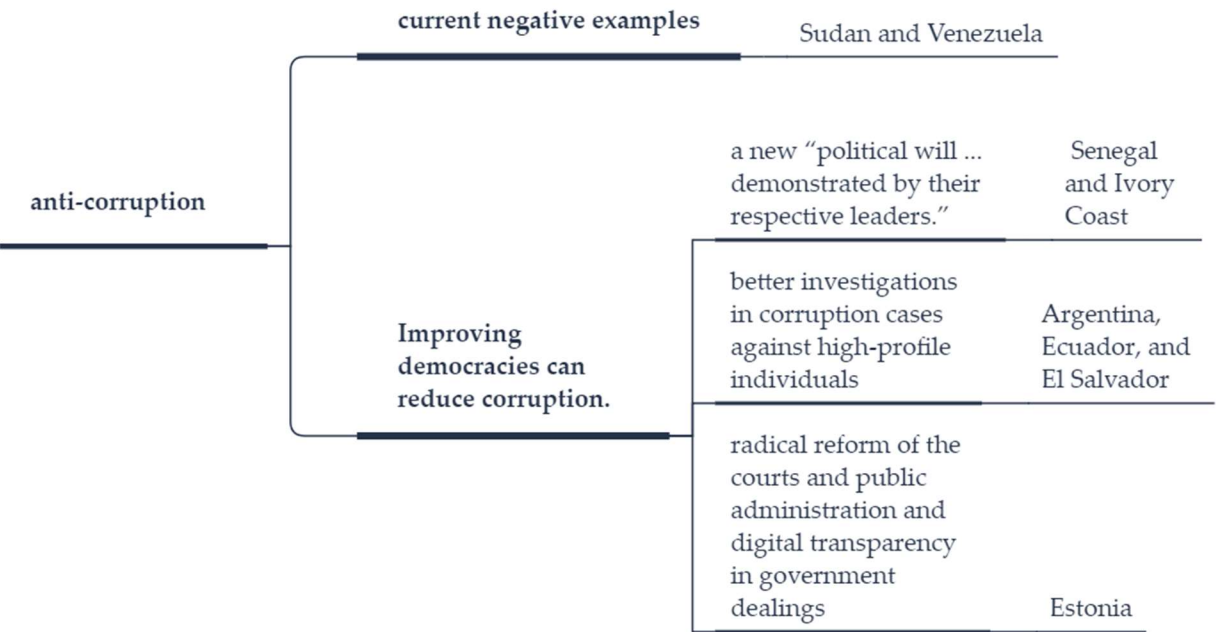 current negative examples
Sudan and Venezuela
anti-corruption
Improving
democracies can
reduce corruption.
a new “political will ...
demonstrated by their
respective leaders.”
Senegal
and Ivory
Coast
better investigations
in corruption cases
against high-profile
individuals
Argentina,
Ecuador, and
El Salvador
radical reform of the
courts and public
administration and
digital transparency
in government
dealings
Estonia